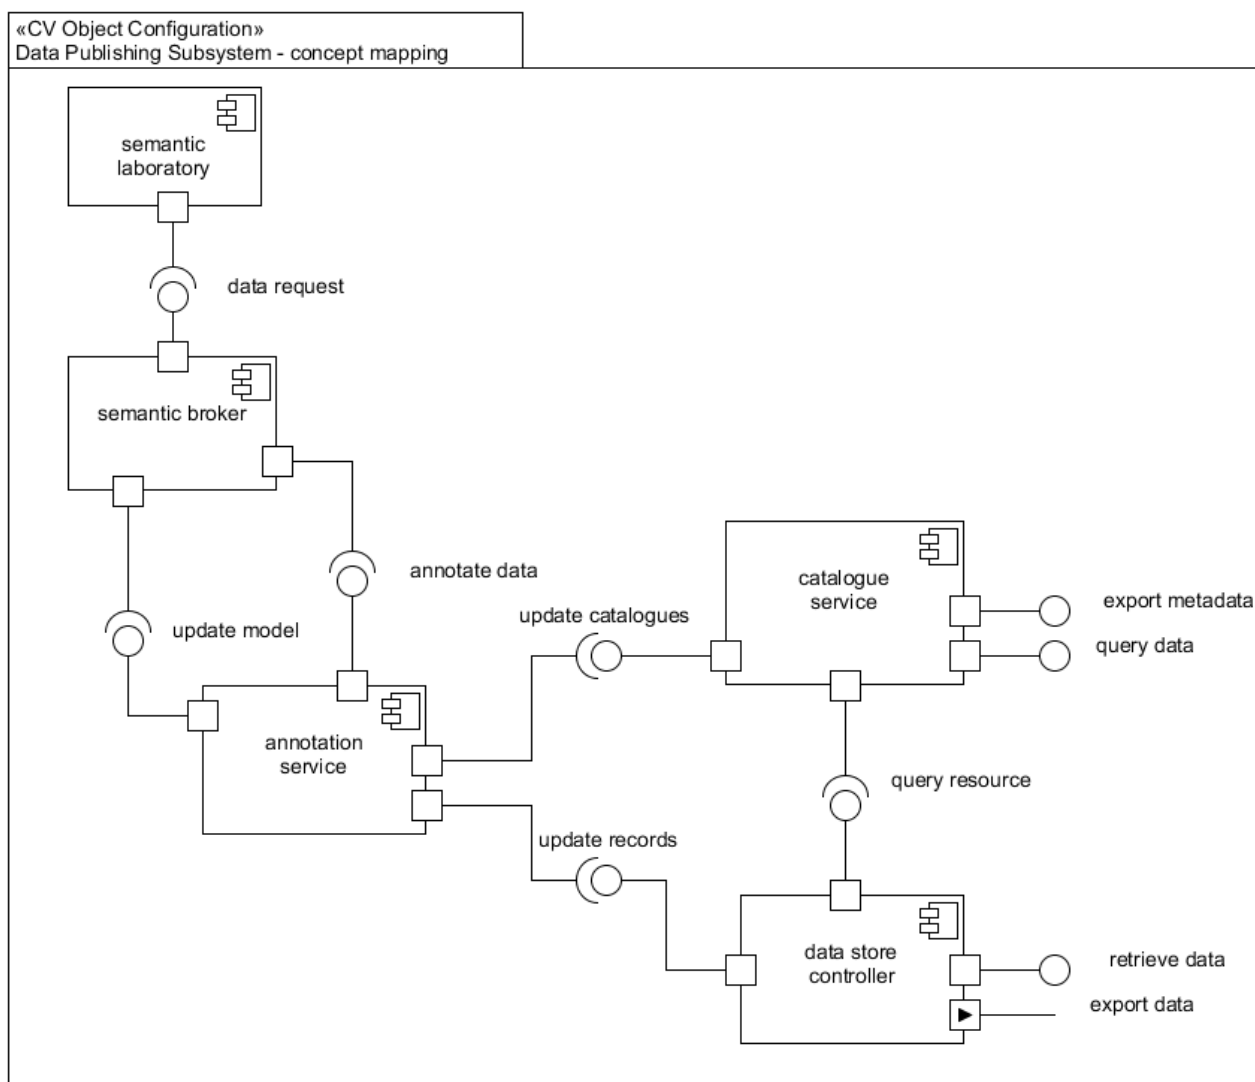 «CV Object Configuration»
Data Publishing Subsystem - concept mapping
semantic
laboratory
data request
semantic broker
annotate data
update model
annotation
service
update catalogues
catalogue
service
export metadata
query data
query resource
update records
data store
controller
retrieve data
export data